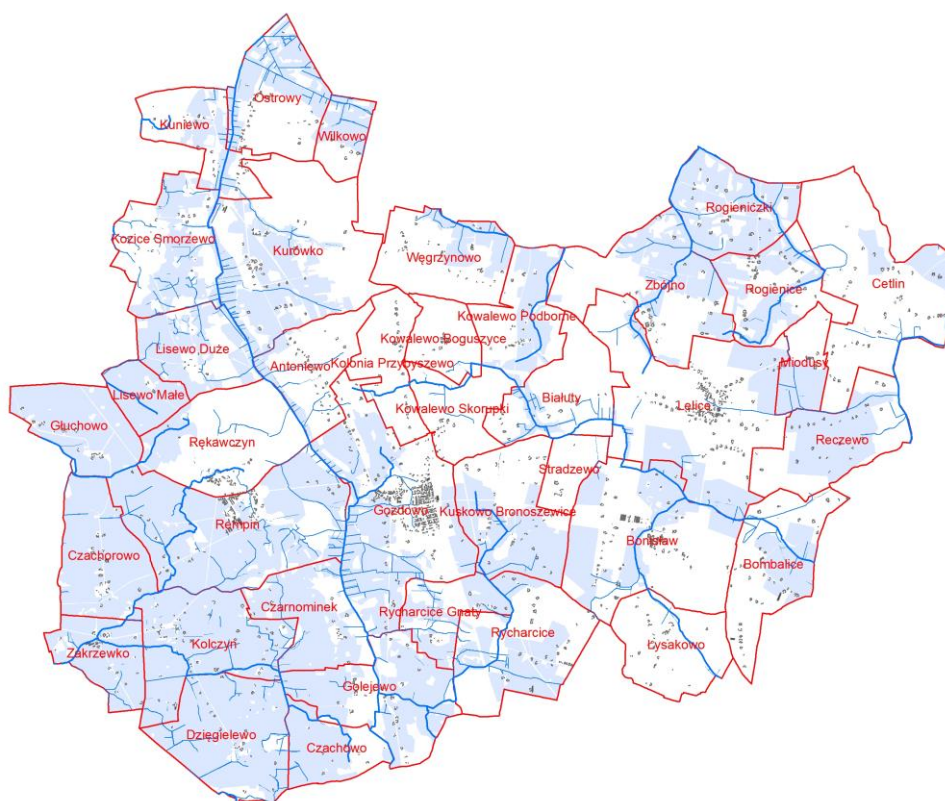 Ostrowy
Kuniewo
Wilkowo
Rogieniczki
Kozice Smorzewo
Kurówko
Węgrzynowo
Zbójno
Rogienice
Cetlin
Kowalewo Podborne
Kowalewo Boguszyce
Lisewo Duże
Antoniewo
Kolonia Przybyszewo
Miodusy
Lisewo Małe
Białuty
Lelice
Kowalewo Skorupki
Głuchowo
Rękawczyn
Reczewo
Stradzewo
Rempin
Gozdowo
Kuskowo Bronoszewice
Bonisław
Czachorowo
Bombalice
Czarnominek
Rycharcice Gnaty
Rycharcice
Zakrzewko
Kolczyn
Łysakowo
Golejewo
Dzięgielewo
Czachowo